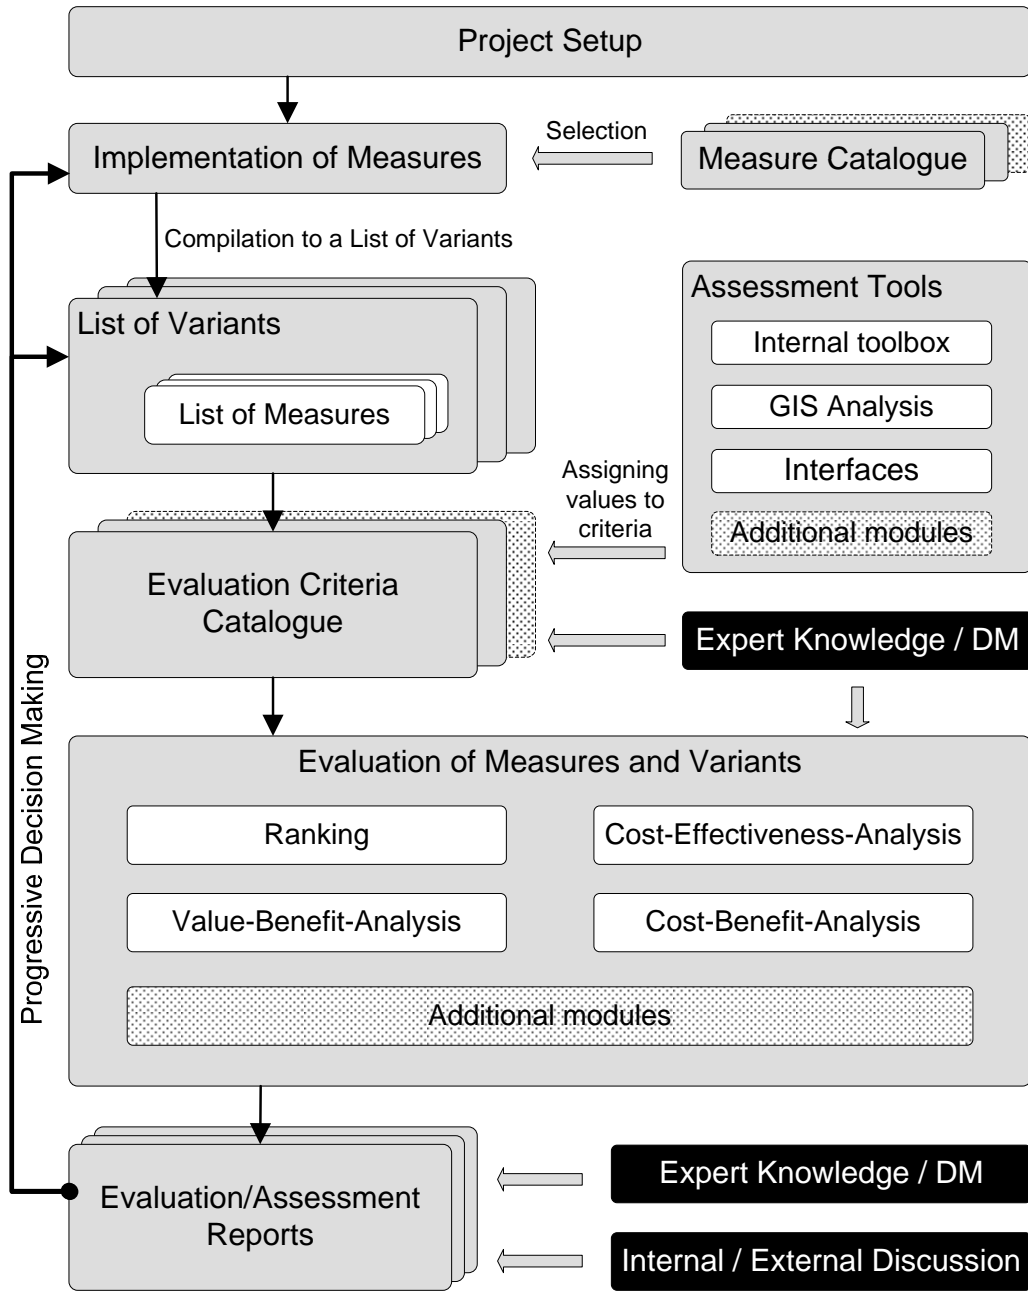 Project Setup
Implementation of Measures
Selection
Measure Catalogue
Compilation to a List of Variants
List of Variants
List of Measures
Assessment Tools
Internal toolbox
GIS Analysis
Interfaces
Additional modules
Assigning
values to
criteria
Evaluation Criteria
Catalogue
Expert Knowledge / DM
Progressive Decision Making
Evaluation of Measures and Variants
Ranking
Cost-Effectiveness-Analysis
Value-Benefit-Analysis
Cost-Benefit-Analysis
Additional modules
Evaluation/Assessment
Reports
Expert Knowledge / DM
Internal / External Discussion